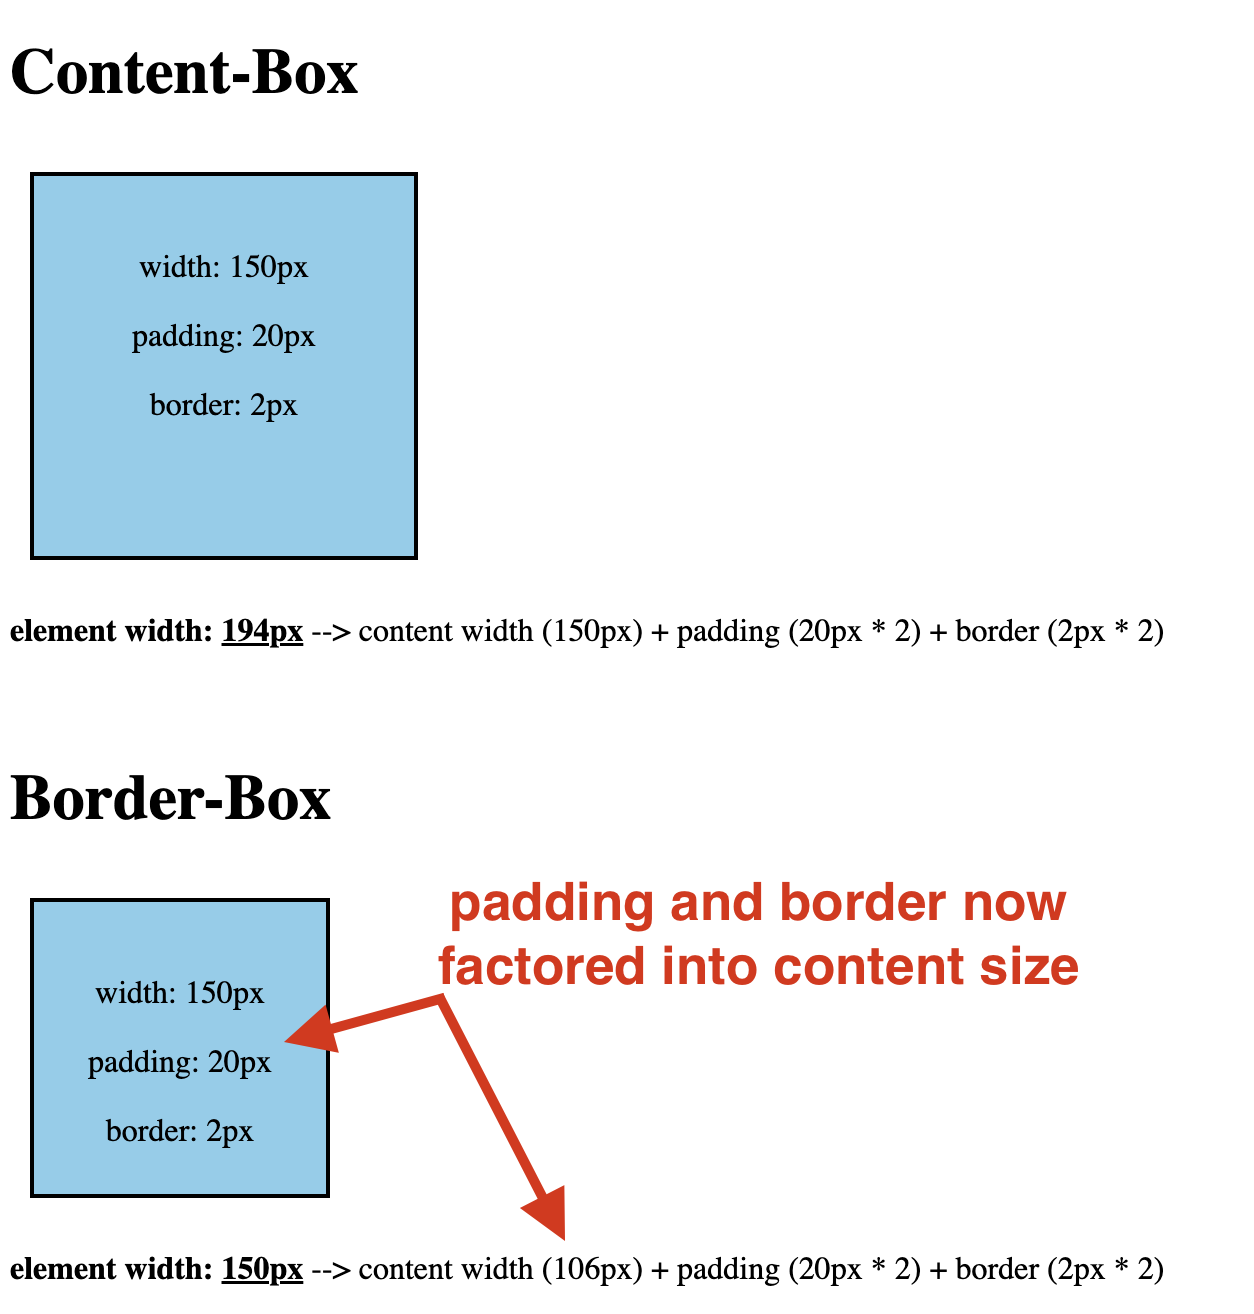 Content-Box
width: 150px
padding: 20px
border: 2px
element width: 194px --> content width (150px) + padding (20px * 2) + border (2px * 2)
Border-Box
padding and border now
factored into content size
width: 150px
padding: 20px
border: 2px
element width: 150px --> content width (106px) + padding (20px * 2) + border (2px * 2)